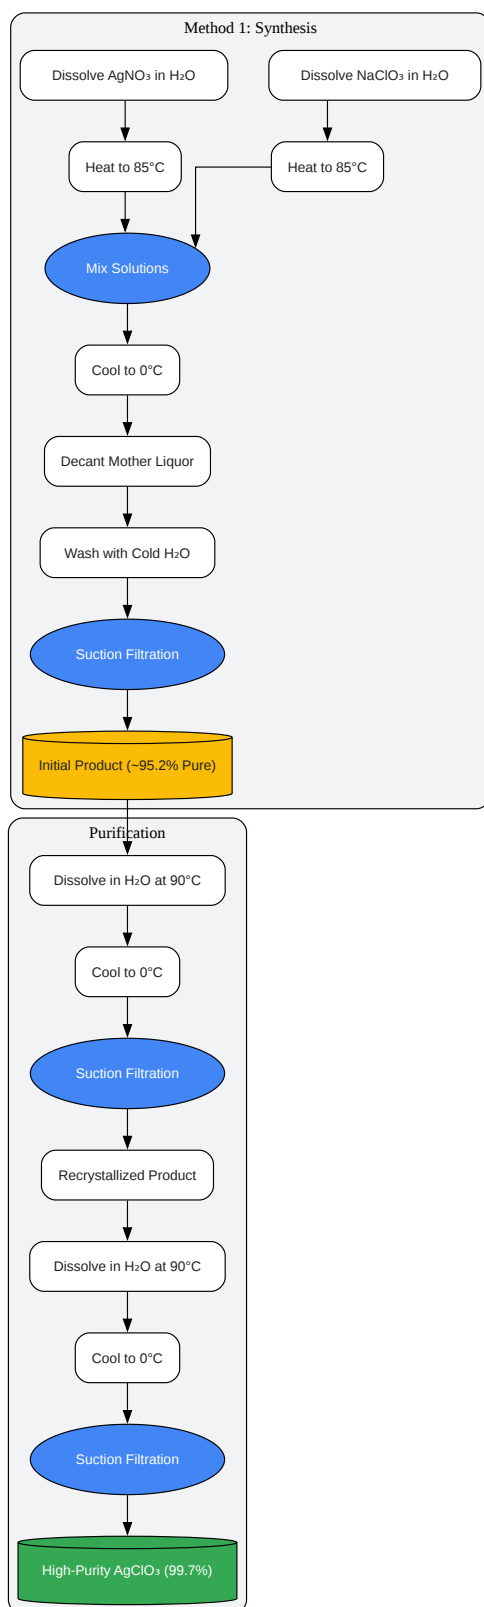 Method 1: Synthesis
Dissolve AgNO₃ in H₂O
Dissolve NaClO₃ in H₂O
Heat to 85°C
Heat to 85°C
Mix Solutions
Cool to 0°C
Decant Mother Liquor
Wash with Cold H₂O
Suction Filtration
Initial Product (~95.2% Pure)
Purification
Dissolve in H₂O at 90°C
Cool to 0°C
Suction Filtration
Recrystallized Product
Dissolve in H₂O at 90°C
Cool to 0°C
Suction Filtration
High-Purity AgClO₃ (99.7%)